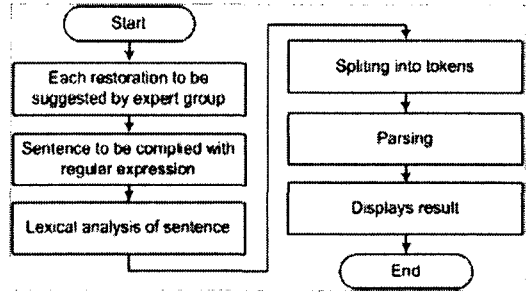 Start
Each restoration to be
suggested by expert group
Sentence to be complied with
regular expression
Lexical analysis of sentence
Spliting into tokens
Parsing
Displays result
End